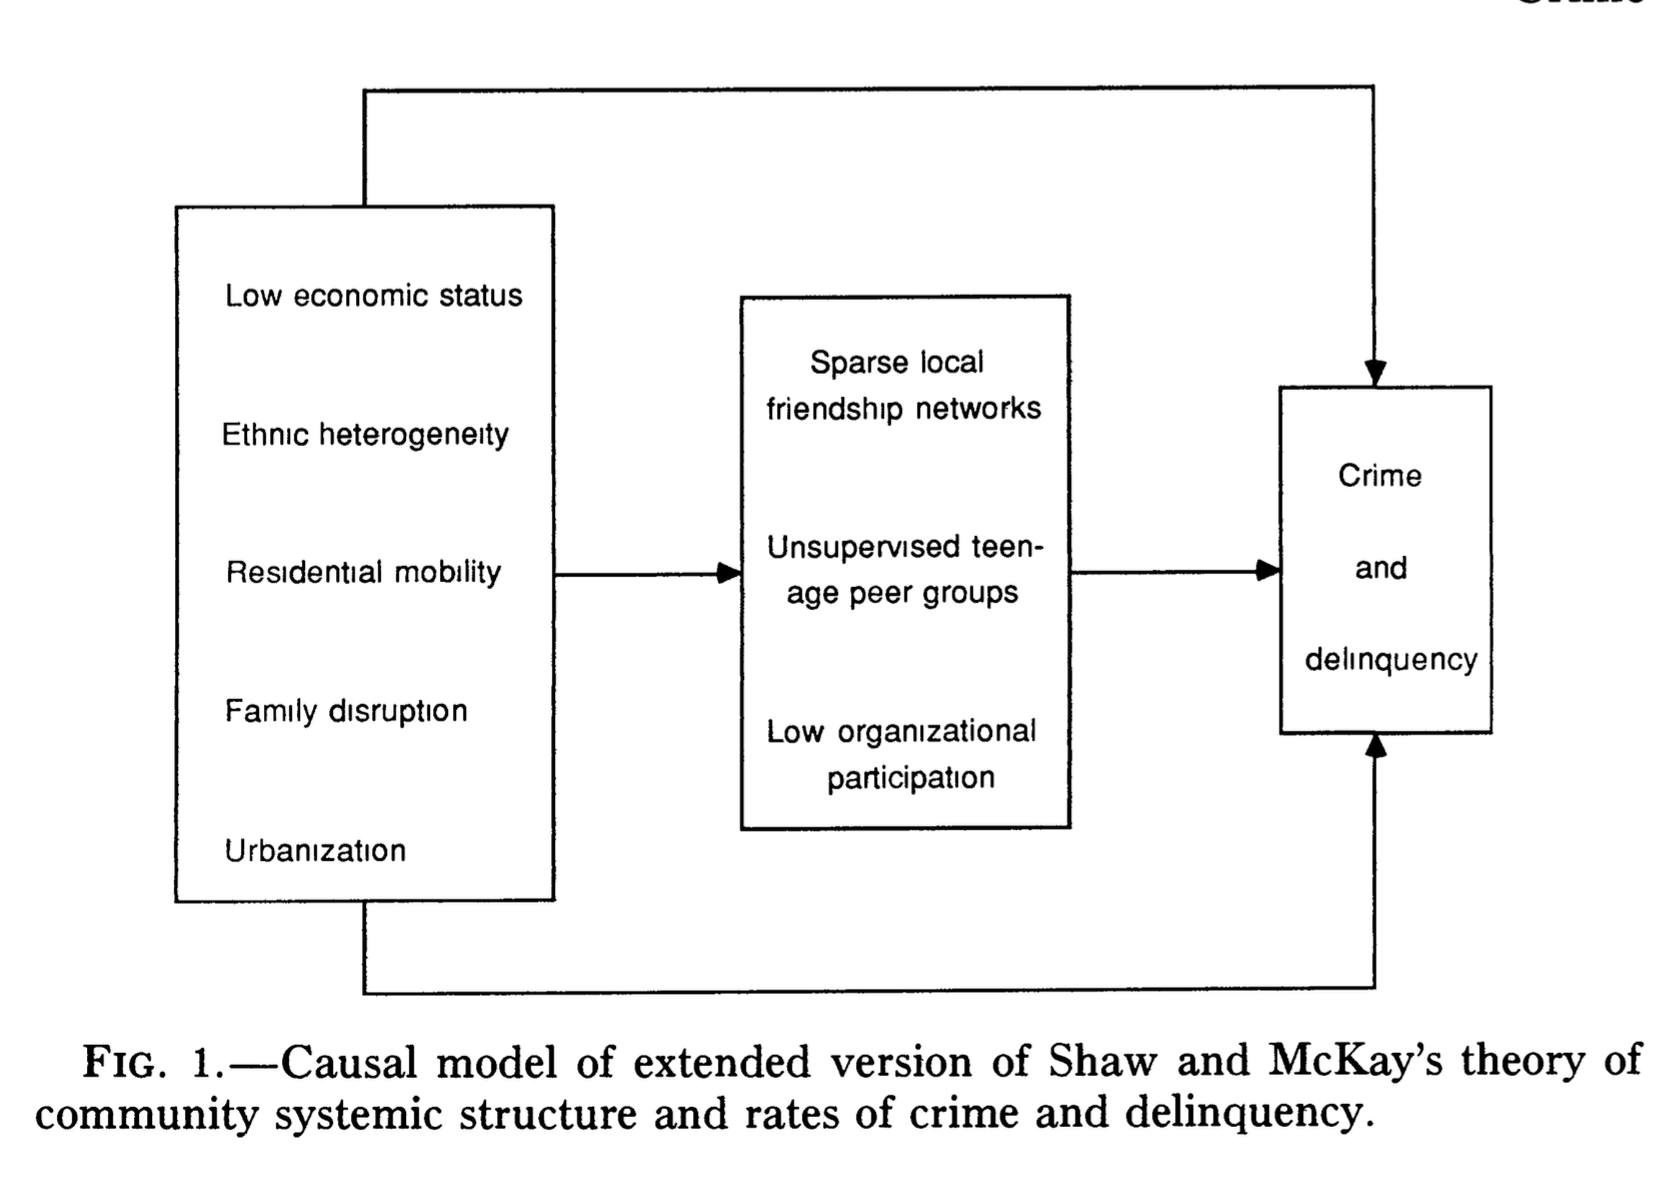 Low economic status
Ethnic heterogeneity
Residential mobility
Family disruption
Urbanization
Sparse local
friendship networks
Unsupervised teen-
age peer groups
Low organizational
participation
Crime
and
delinquency
FIG. 1.—Causal model of extended version of Shaw and McKay's theory of
community systemic structure and rates of crime and delinquency.